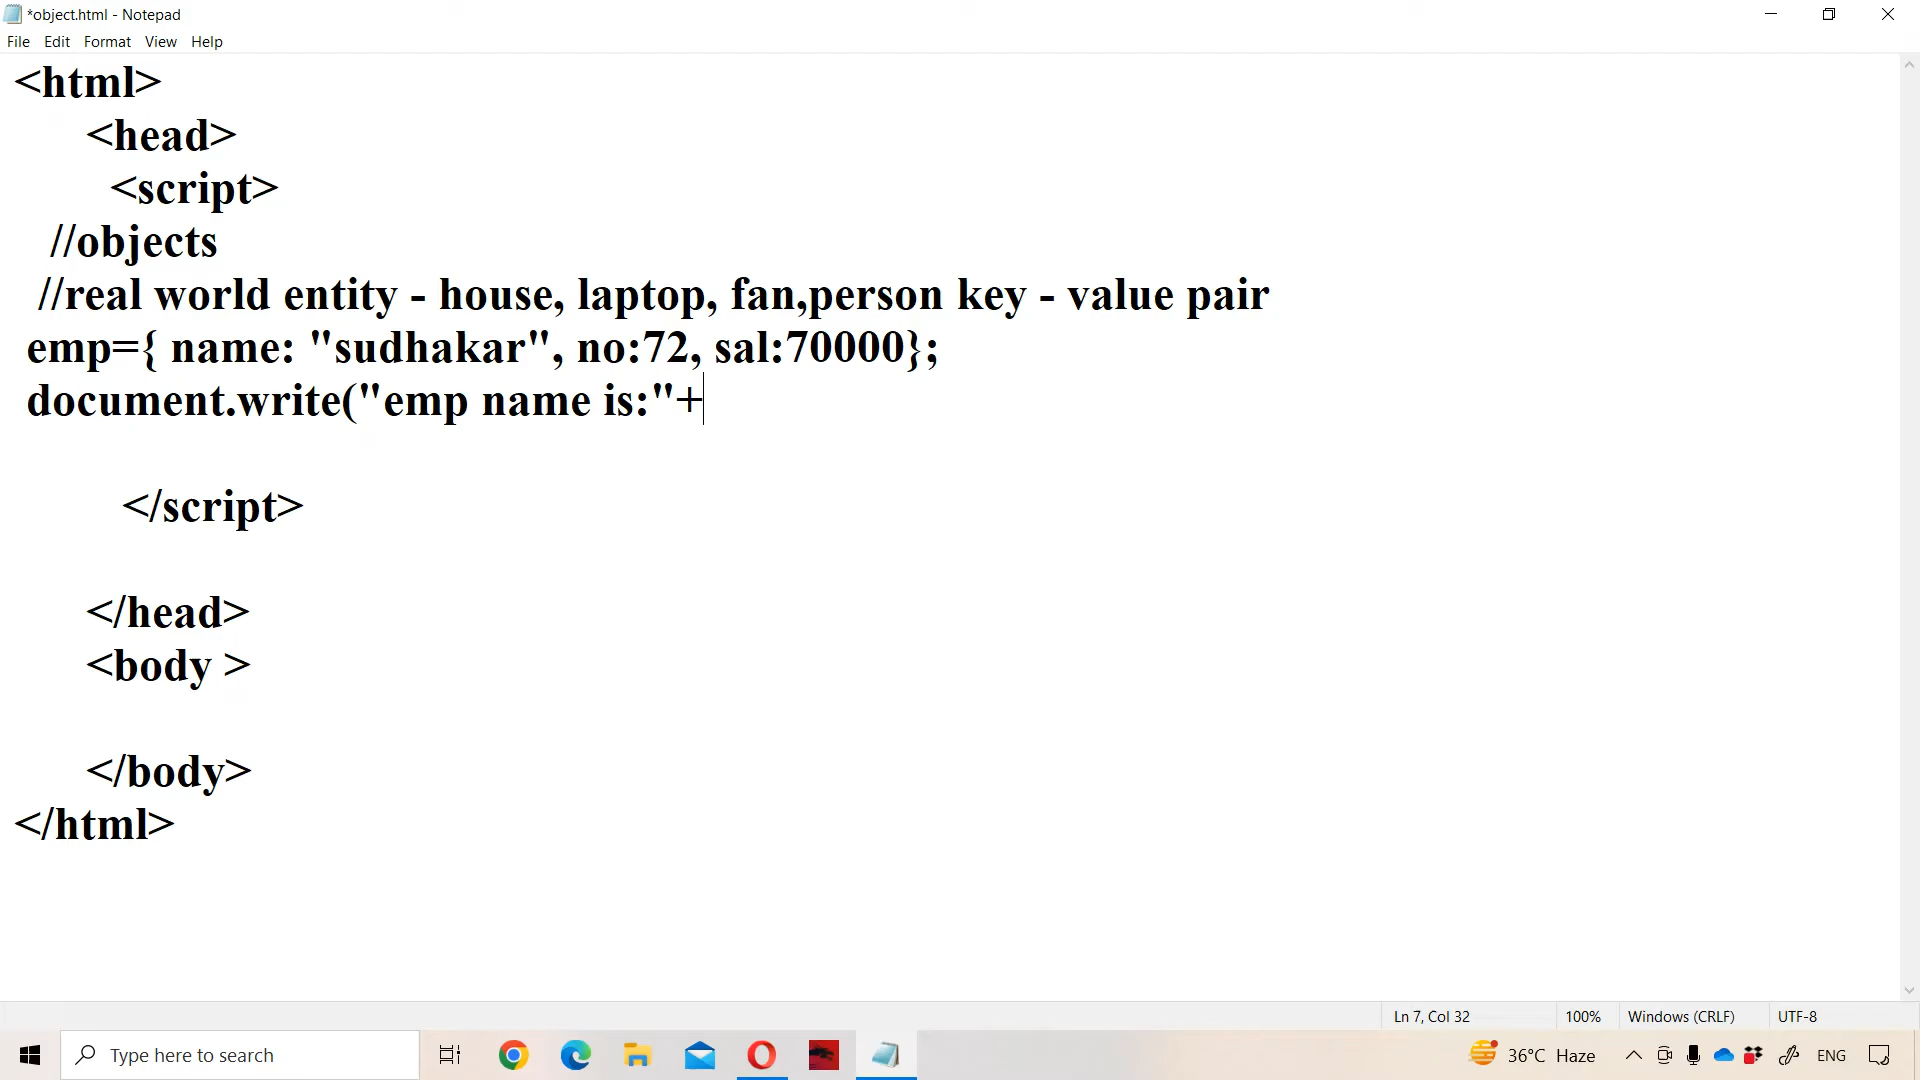 *object.html - Notepad
File Edit Format View Help
<html>
<head>
<script>
//objects
//real world entity - house, laptop, fan,person key - value pair
emp={ name: "sudhakar", no:72, sal:70000};
document.write("emp name is:"+
</script>
</head>
<body >
</body>
</html>
Ln 7, Col 32 100% Windows (CRLF) UTF-8
Type here to search 36°C Haze ENG